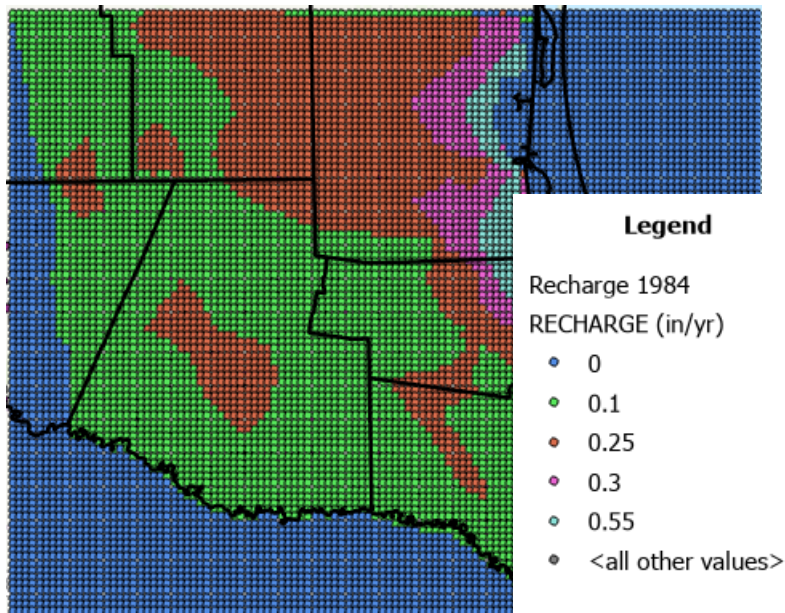 Legend
Recharge 1984
RECHARGE (in/yr)
0
0.1
0.25
0.3
0.55
<all other values>